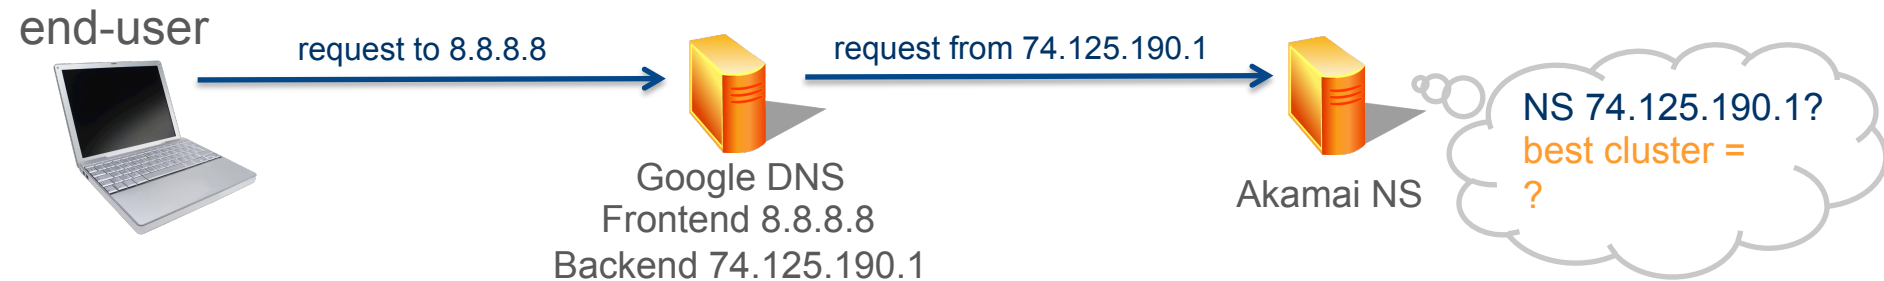 end-user
request to 8.8.8.8
request from 74.125.190.1
Google DNS
Frontend 8.8.8.8
Backend 74.125.190.1
Akamai NS
NS 74.125.190.1?
best cluster =
?